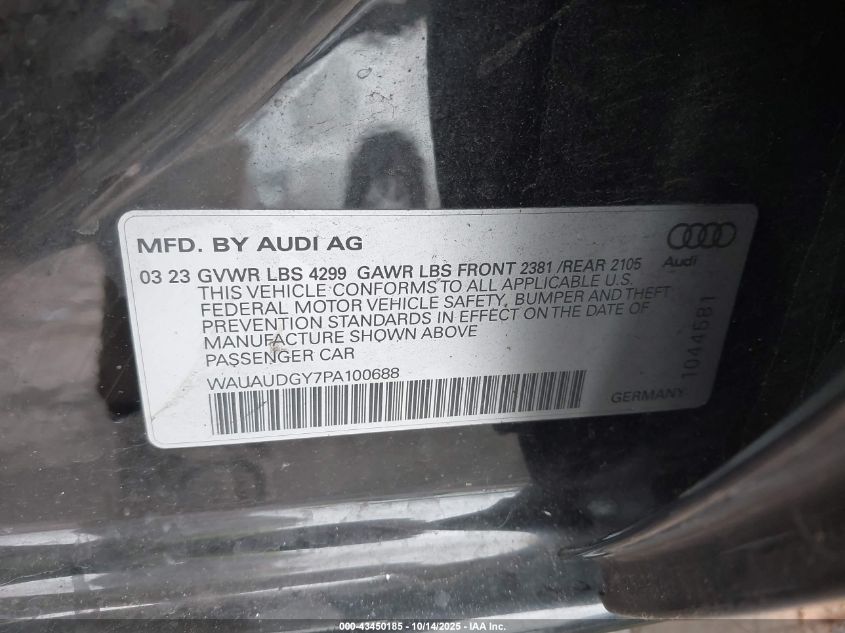 MFD. BY AUDI AG
Audi
03 23 GVWR LBS 4299 GAWR LBS FRONT 2381 /REAR 2105
THIS VEHICLE CONFORMS TO ALL APPLICABLE U.S.
FEDERAL MOTOR VEHICLE SAFETY, BUMPER AND THEFT
PREVENTION STANDARDS IN EFFECT ON THE DATE OF
MANUFACTURE SHOWN ABOVE
PASSENGER CAR
WAUAUDGY7PA100688
GERMANY
1044581
000-43450185 - 10/14/2025 - IAA Inc.